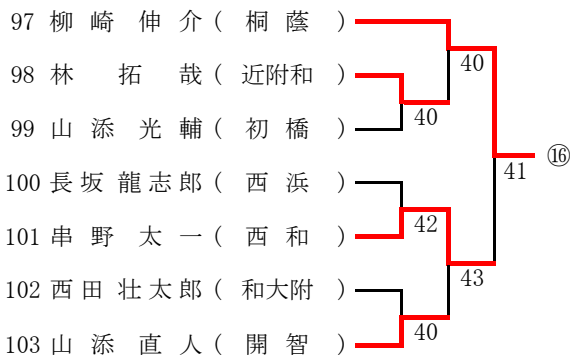 97 柳崎 伸介(桐蔭)
40
98 林 拓哉(近附和)
40
99 山添光輔(初橋)
⑯
41
100 長坂龍志郎(西浜)
42
101 串野太一(西和)
43
102 西田壮太郎(和大附)
40
103 山添直人(開智)